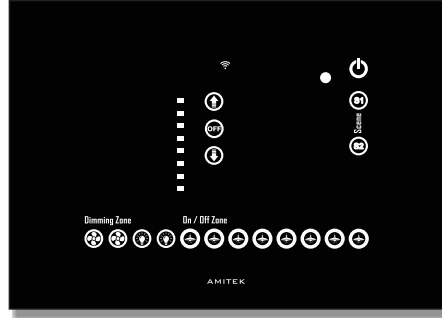 S1
OFF
Scene
S2
Dimming Zone
On / Off Zone
AMITEK